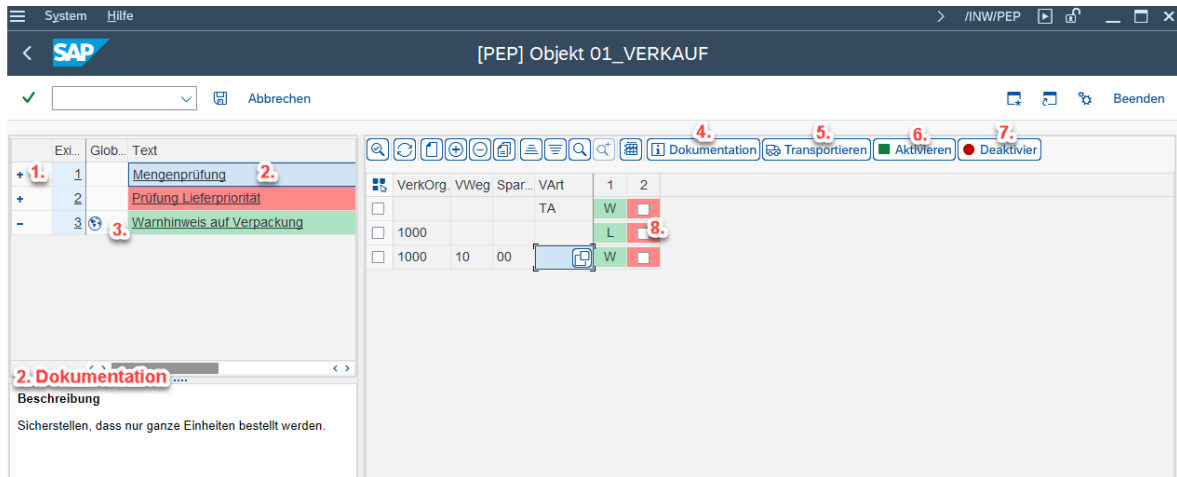 System Hilfe /INW/PEP
SAP [PEP] Objekt 01_VERKAUF
Abbrechen Beenden
4. 5. 6. 7.
Exi... Glob... Text
Dokumentation Transportieren Aktivieren Deaktivier
+ 1. 1 Mengenprüfung 2.
+ 2 Prüfung Lieferpriorität
- 3 3. Warnhinweis auf Verpackung
VerkOrg. VWeg Spar... VArt 1 2
TA W
1000 L 8.
1000 10 00 W
2. Dokumentation
Beschreibung
Sicherstellen, dass nur ganze Einheiten bestellt werden.